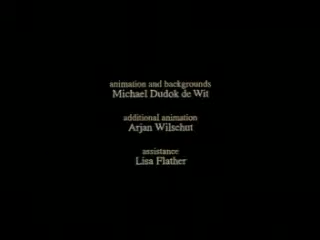 animation and backgrounds
Michael Dudok de Wit
additional animation
Arjan Wilschut
assistance
Lisa Flather